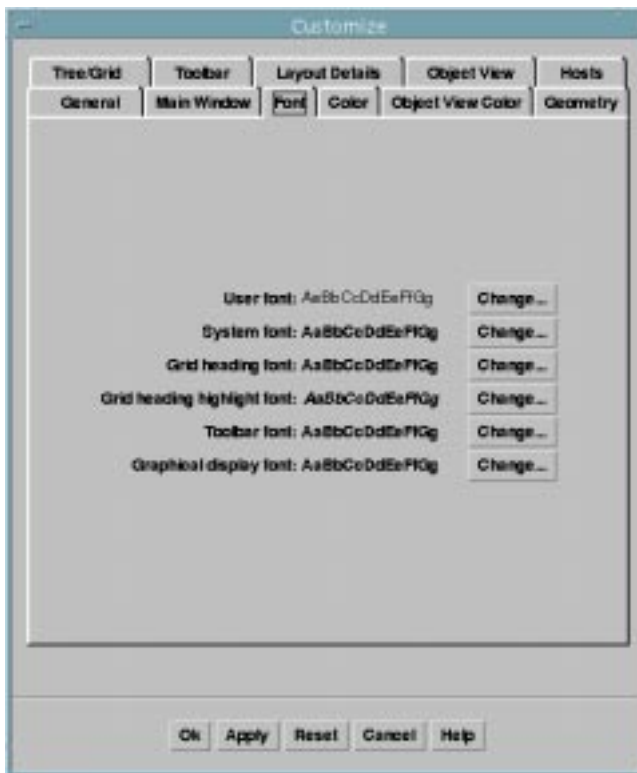 Customize
Tree/Grid Toolbar Layout Details Object View Hosts
General Main Window Font Color Object View Color Geometry
User font: AaBbCcDdEeFfGg Change...
System font: AaBbCcDdEeFfGg Change...
Grid heading font: AaBbCcDdEeFfGg Change...
Grid heading highlight font: AaBbCcDdEeFfGg Change...
Toolbar font: AaBbCcDdEeFfGg Change...
Graphical display font: AaBbCcDdEeFfGg Change...
Ok Apply Reset Cancel Help